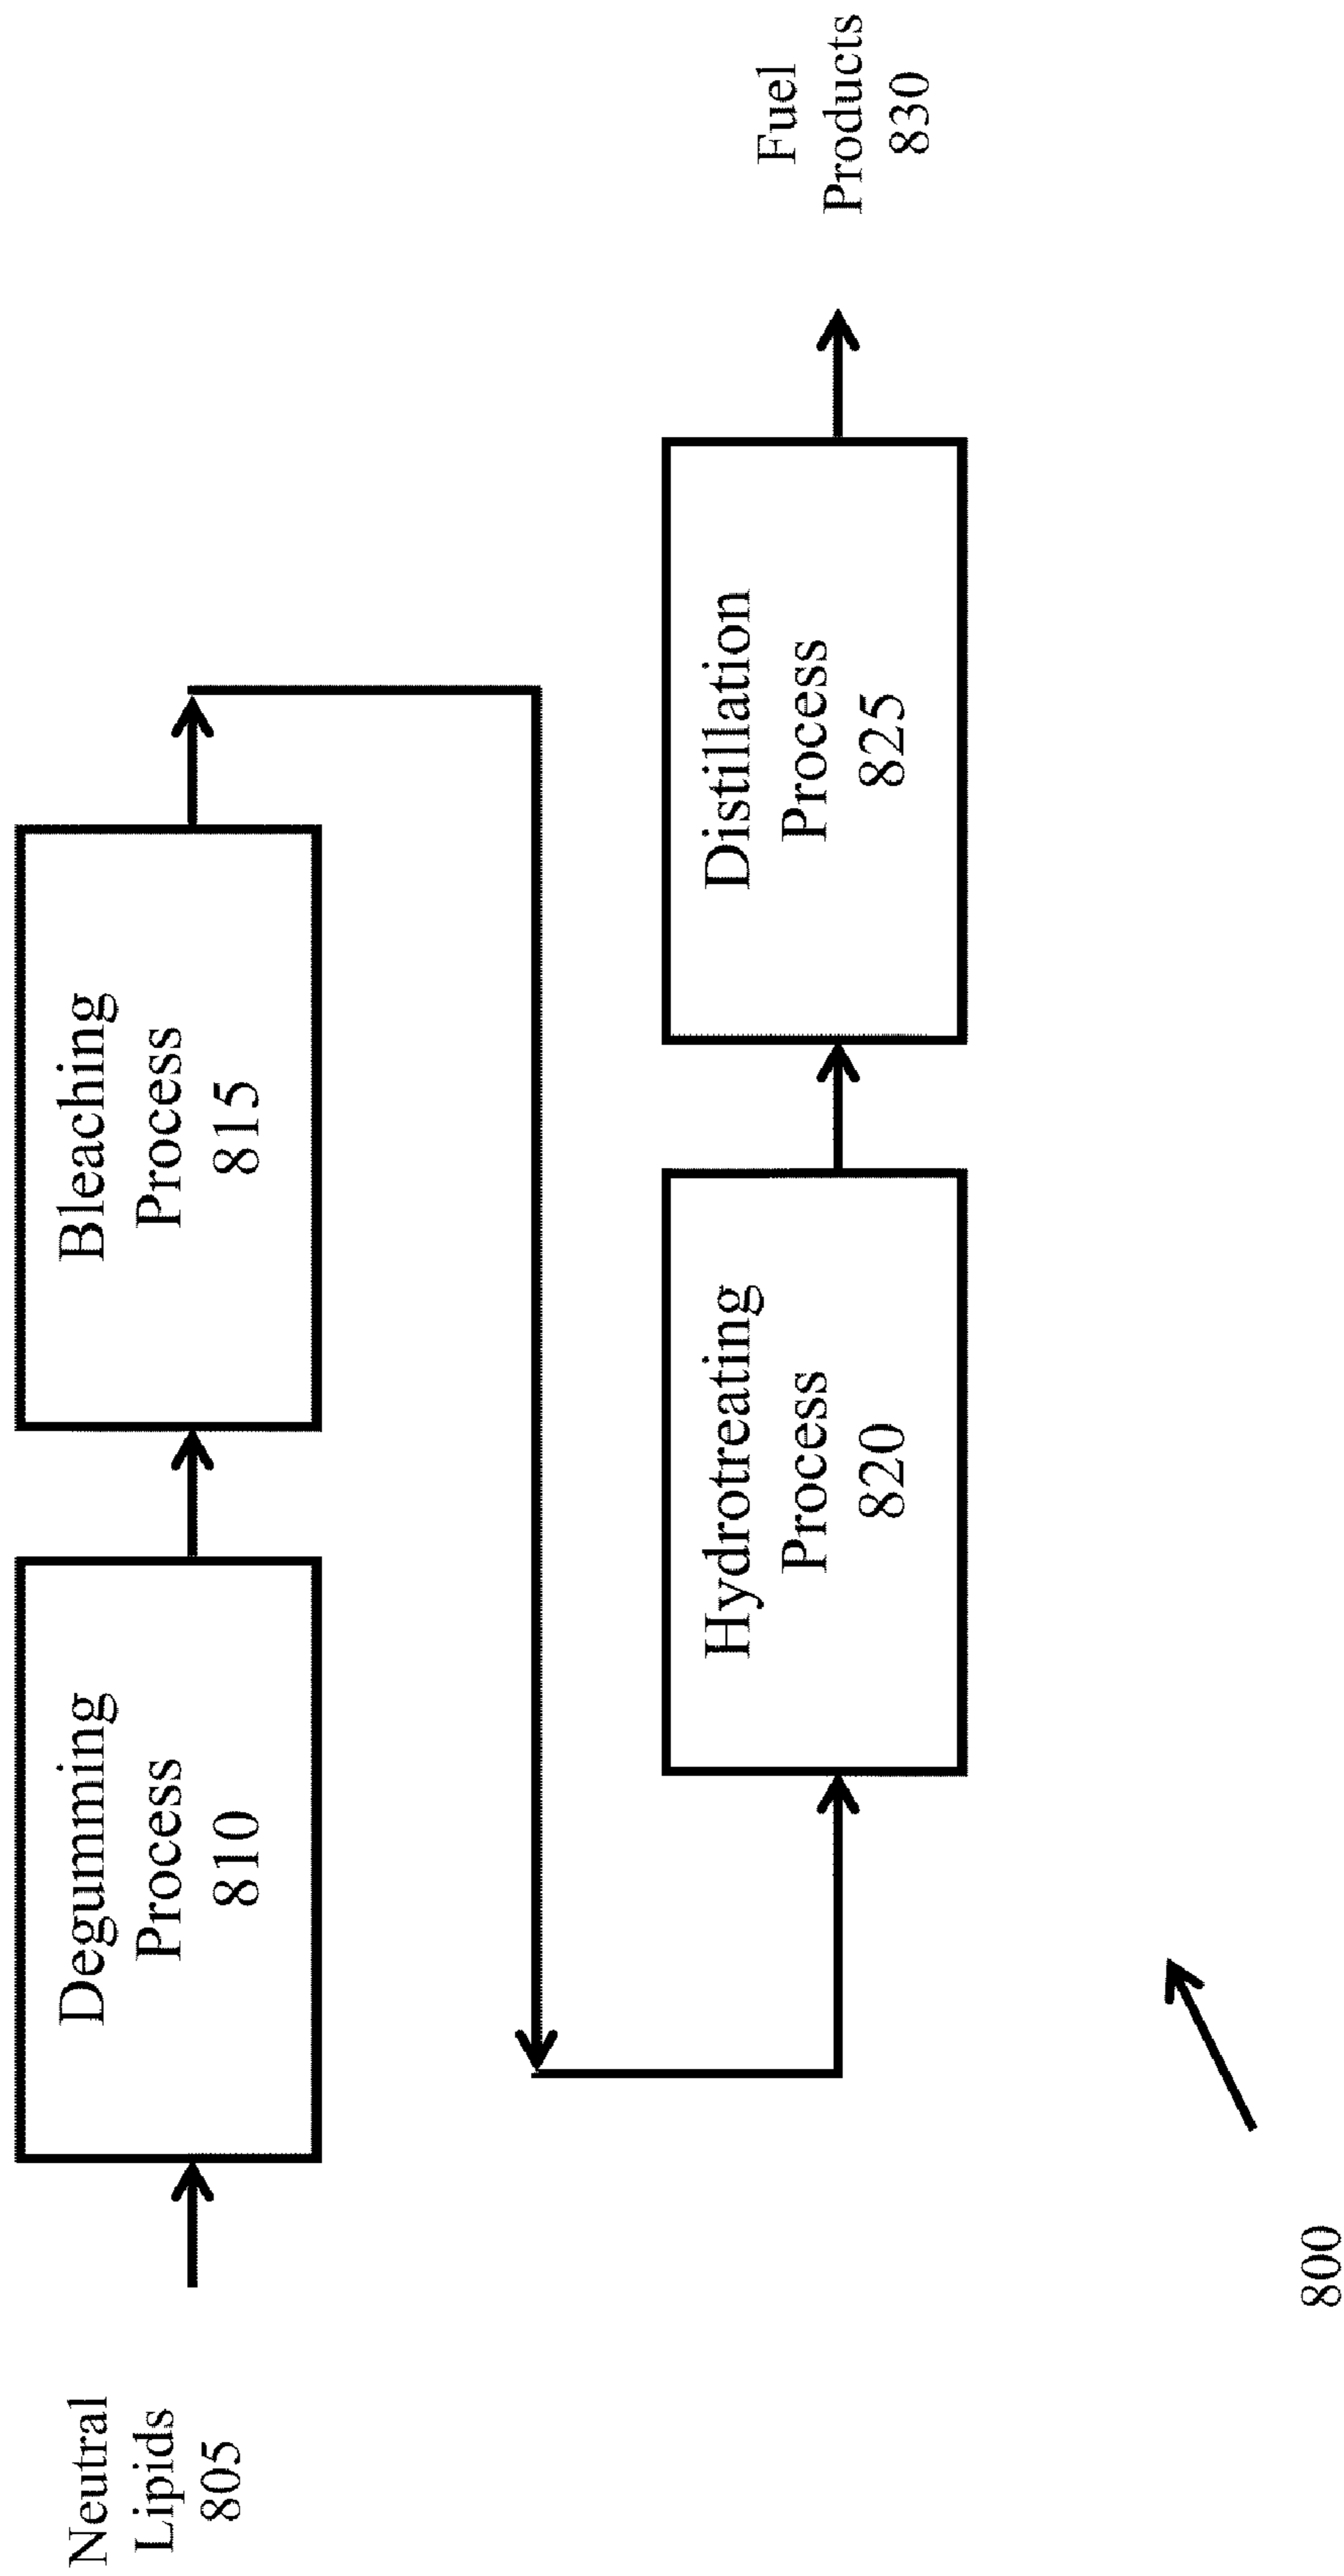 Neutral
Lipids
805
Degumming
Process
810
Bleaching
Process
815
Hydrotreating
Process
820
Distillation
Process
825
Fuel
Products
830
800